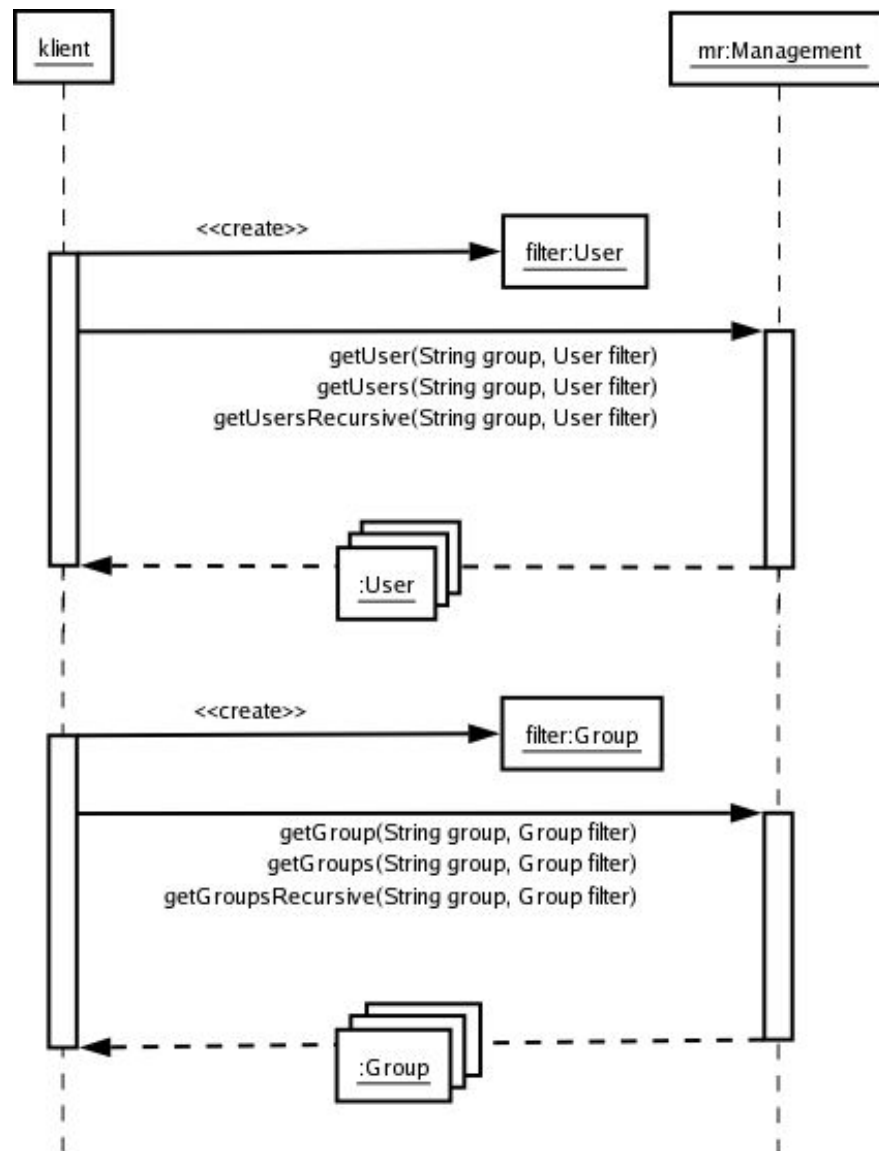 klient
mr:Management
<<create>>
filter:User
getUser(String group, User filter)
getUsers(String group, User filter)
getUsersRecursive(String group, User filter)
:User
<<create>>
filter:Group
getGroup(String group, Group filter)
getGroups(String group, Group filter)
getGroupsRecursive(String group, Group filter)
:Group